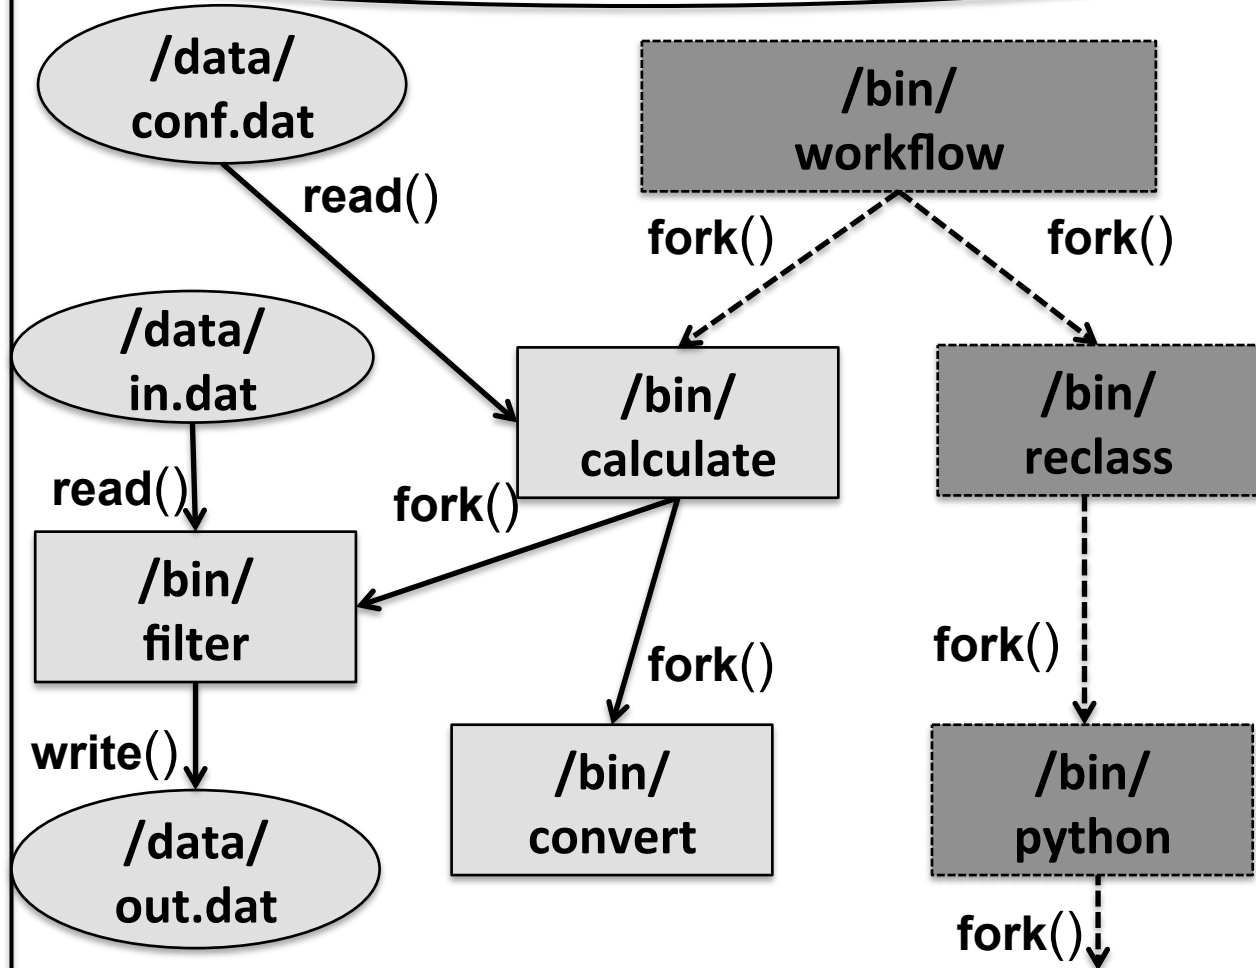 /data/
conf.dat
/bin/
workflow
read()
fork()
fork()
/data/
in.dat
/bin/
calculate
/bin/
reclass
read()
fork()
/bin/
filter
fork()
fork()
write()
/bin/
convert
/bin/
python
/data/
out.dat
fork()